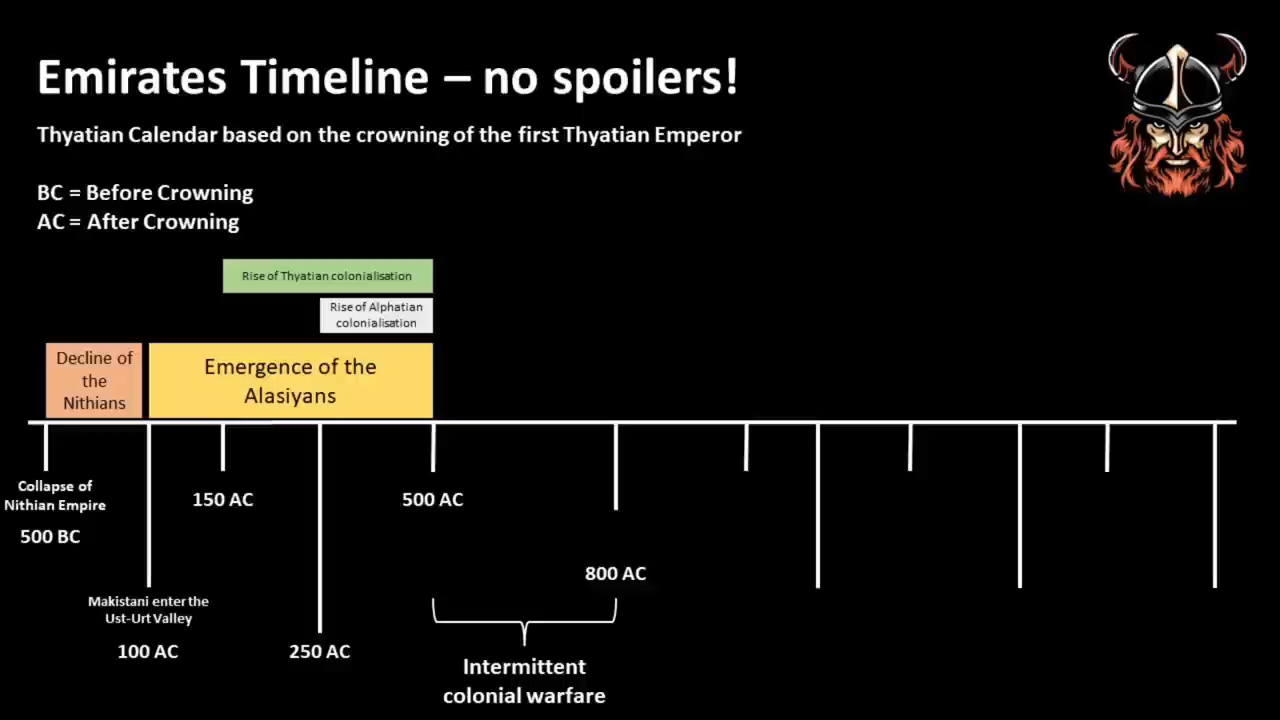 Emirates Timeline – no spoilers!
Thyatian Calendar based on the crowning of the first Thyatian Emperor
BC = Before Crowning
AC = After Crowning
Rise of Thyatian colonialisation
Rise of Alphatian
colonialisation
Decline of
the
Nithians
Emergence of the
Alasiyans
Collapse of
Nithian Empire
500 BC
Makistani enter the
Ust-Urt Valley
100 AC
150 AC
250 AC
500 AC
800 AC
Intermittent
colonial warfare